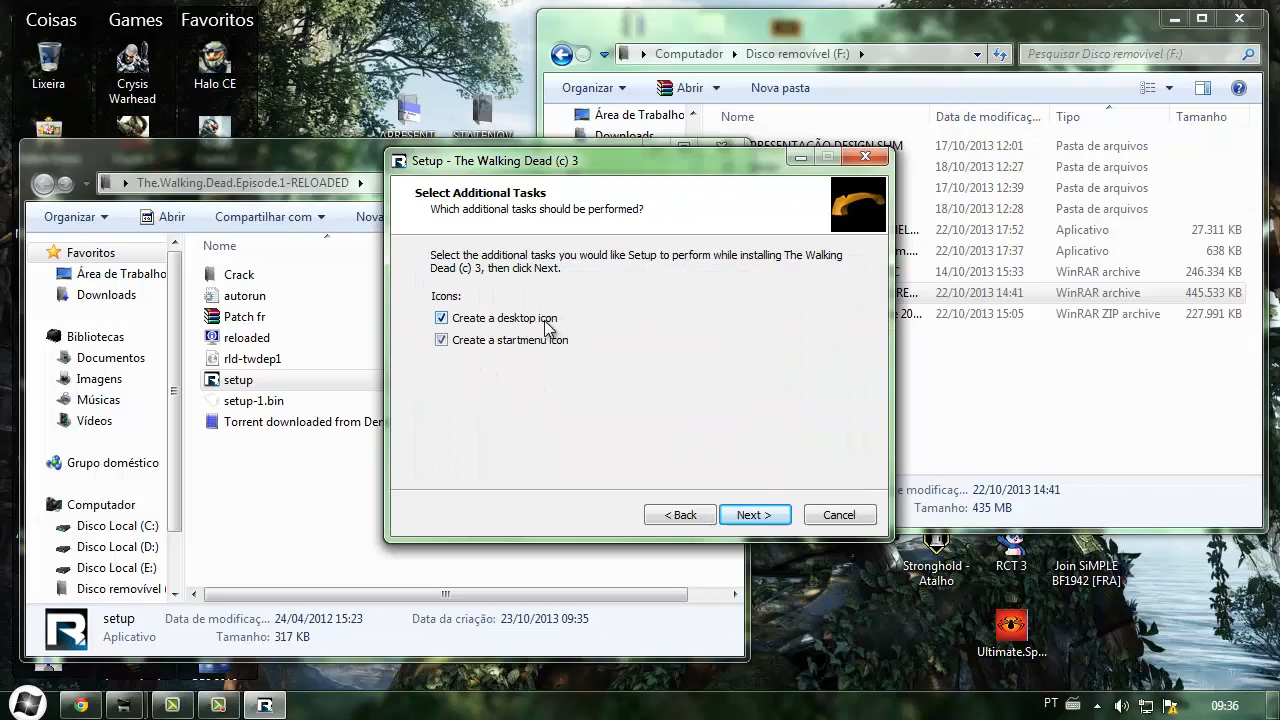 Coisas
Games
Favoritos
Lixeira
Crysis
Warhead
Halo CE
Computador
Disco removível (F:)
Pesquisar Disco removível (F:)
Organizar
Abrir
Nova pasta
Área de Trabalho
Downloads
Nome
Data de modificaç...
Tipo
Tamanho
PRESENTAÇÃO DESIGN SHM
17/10/2013 12:01
Pasta de arquivos
18/10/2013 12:27
Pasta de arquivos
17/10/2013 12:39
Pasta de arquivos
18/10/2013 12:28
Pasta de arquivos
22/10/2013 17:52
Aplicativo
27.311 KB
22/10/2013 17:37
Aplicativo
638 KB
14/10/2013 15:33
WinRAR archive
246.334 KB
22/10/2013 14:41
WinRAR archive
445.533 KB
22/10/2013 15:05
WinRAR ZIP archive
227.991 KB
22/10/2013 14:41
Tamanho: 435 MB
The.Walking.Dead.Episode.1-RELOADED
Organizar
Abrir
Compartilhar com
Nova
Favoritos
Área de Trabalho
Downloads
Bibliotecas
Documentos
Imagens
Músicas
Vídeos
Grupo doméstico
Computador
Disco Local (C:)
Disco Local (D:)
Disco Local (E:)
Disco removível
Nome
Crack
autorun
Patch fr
reloaded
rld-twdep1
setup
setup-1.bin
Torrent downloaded from Der
setup
Data de modificaç... 24/04/2012 15:23
Data da criação: 23/10/2013 09:35
Aplicativo
Tamanho: 317 KB
Setup - The Walking Dead (c) 3
Select Additional Tasks
Which additional tasks should be performed?
Select the additional tasks you would like Setup to perform while installing The Walking
Dead (c) 3, then click Next.
Icons:
Create a desktop icon
Create a startmenu icon
< Back
Next >
Cancel
Stronghold -
Atalho
RCT 3
Join SiMPLE
BF1942 [FRA]
Ultimate.Sp...
PT
09:36